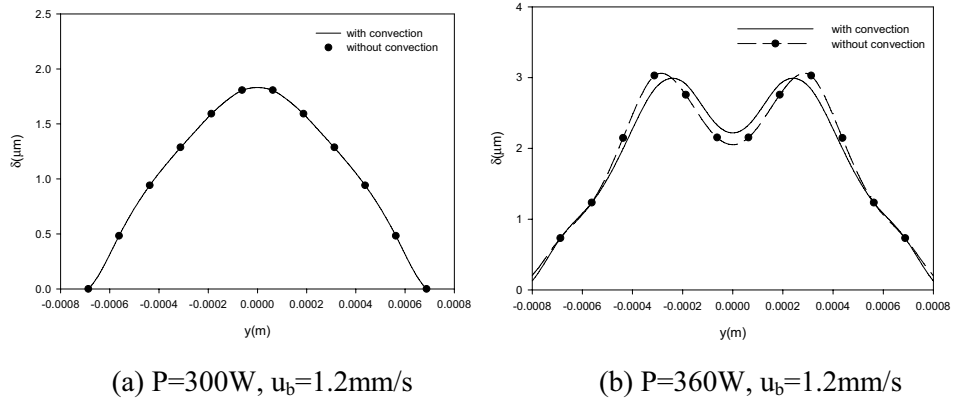 2.5
2.0
1.5
1.0
0.5
0.0
δ(μm)
with convection
without convection
-0.0008 -0.0006 -0.0004 -0.0002 0.0000 0.0002 0.0004 0.0006 0.0008
y(m)
(a) P=300W, u_b=1.2mm/s
4
3
2
1
0
δ(μm)
with convection
without convection
-0.0008 -0.0006 -0.0004 -0.0002 0.0000 0.0002 0.0004 0.0006 0.0008
y(m)
(b) P=360W, u_b=1.2mm/s